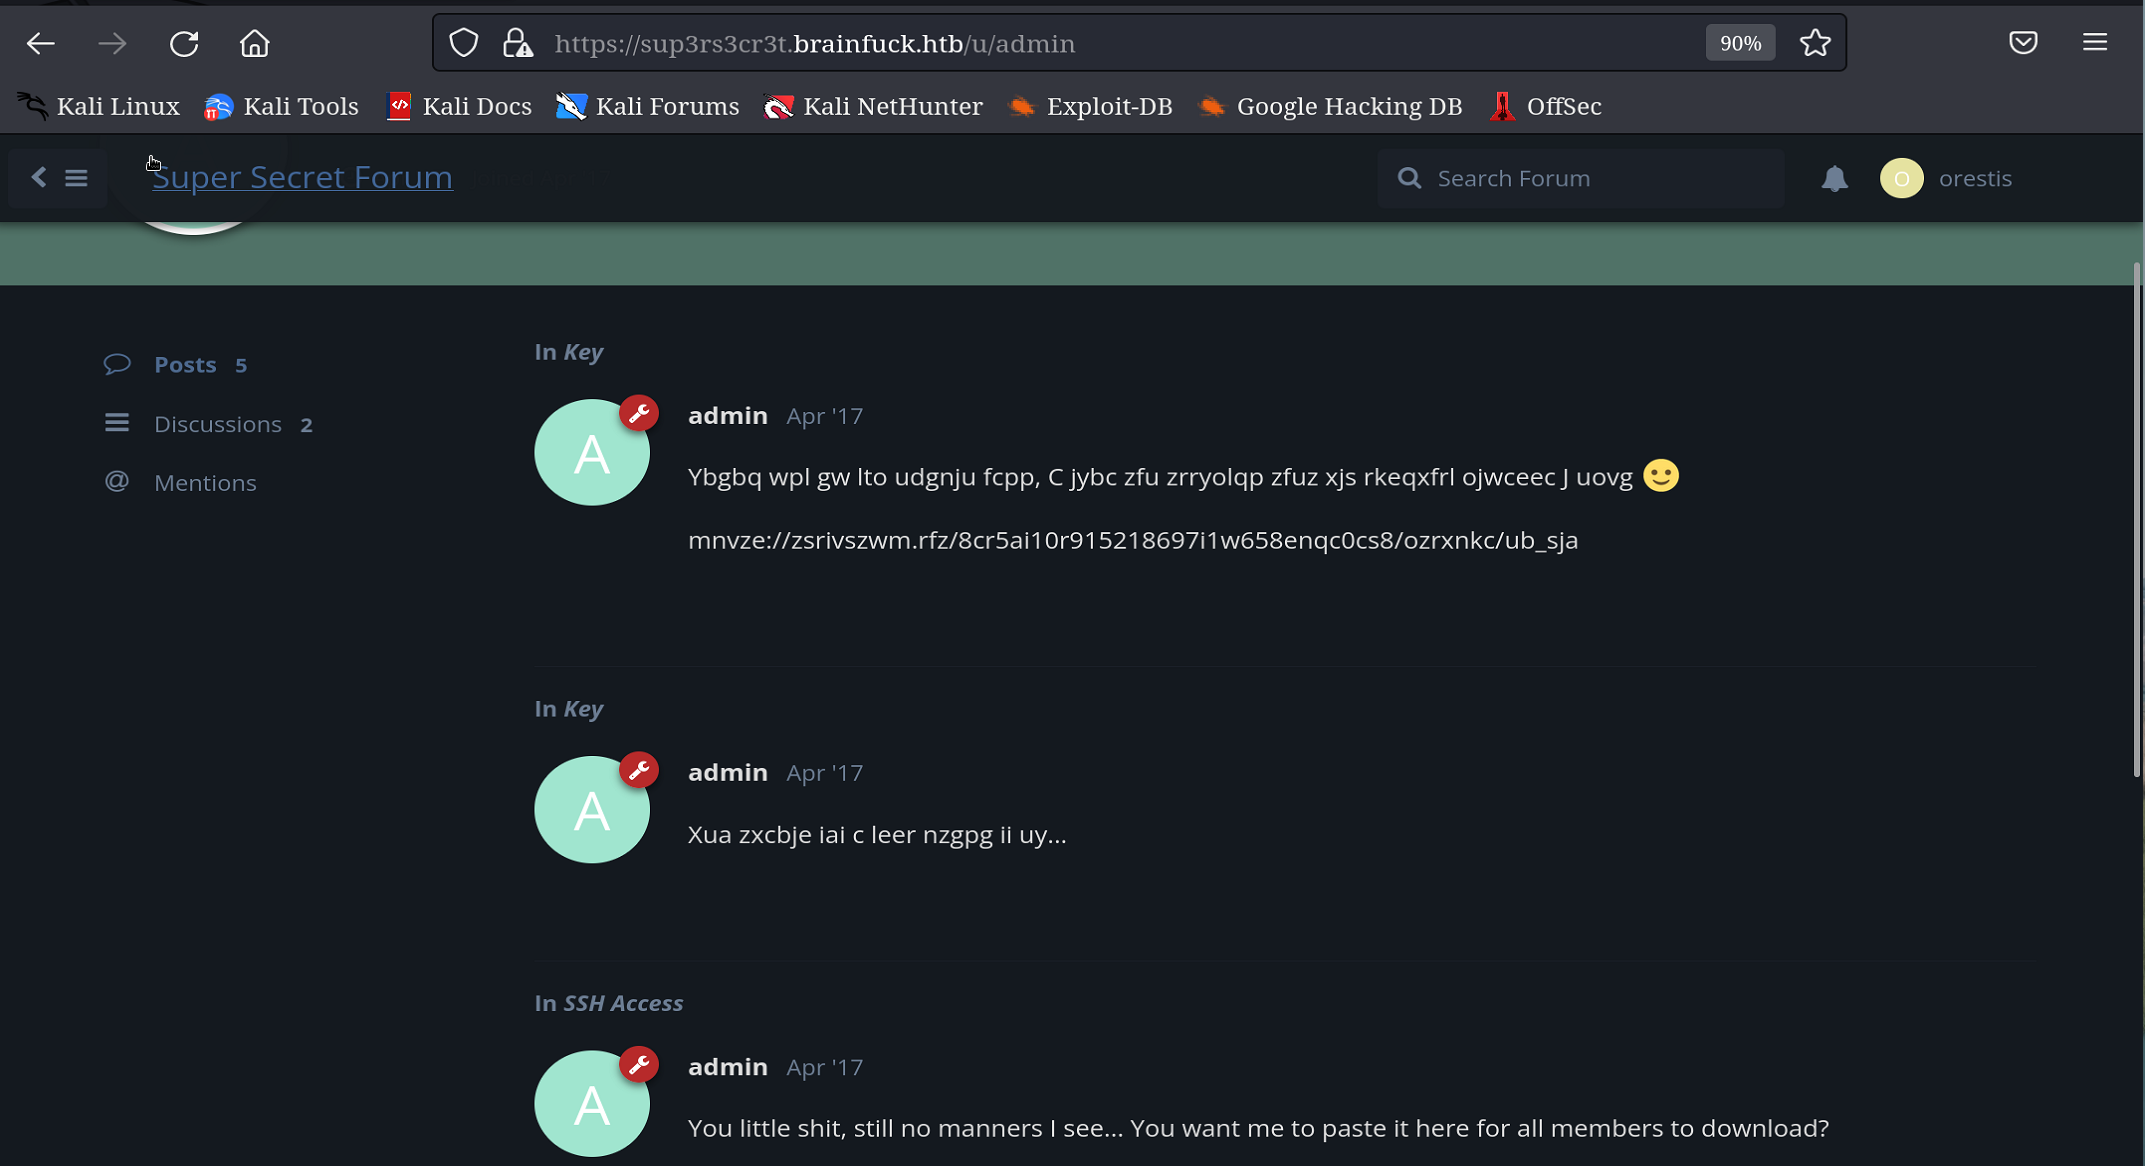 https://sup3rs3cr3t.brainfuck.htb/u/admin 90%
Kali Linux Kali Tools Kali Docs Kali Forums Kali NetHunter Exploit-DB Google Hacking DB OffSec
Super Secret Forum Search Forum O orestis
Posts 5
Discussions 2
@ Mentions
In Key
A admin Apr '17
Ybgbq wpl gw lto udgnju fcpp, C jybc zfu zrryolqp zfuz xjs rkeqxfrl ojwceec J uovg 🙂
mnvze://zsrivszwm.rfz/8cr5ai10r915218697i1w658enqc0cs8/ozrxnkc/ub_sja
In Key
A admin Apr '17
Xua zxcbje iai c leer nzgpg ii uy...
In SSH Access
A admin Apr '17
You little shit, still no manners I see... You want me to paste it here for all members to download?